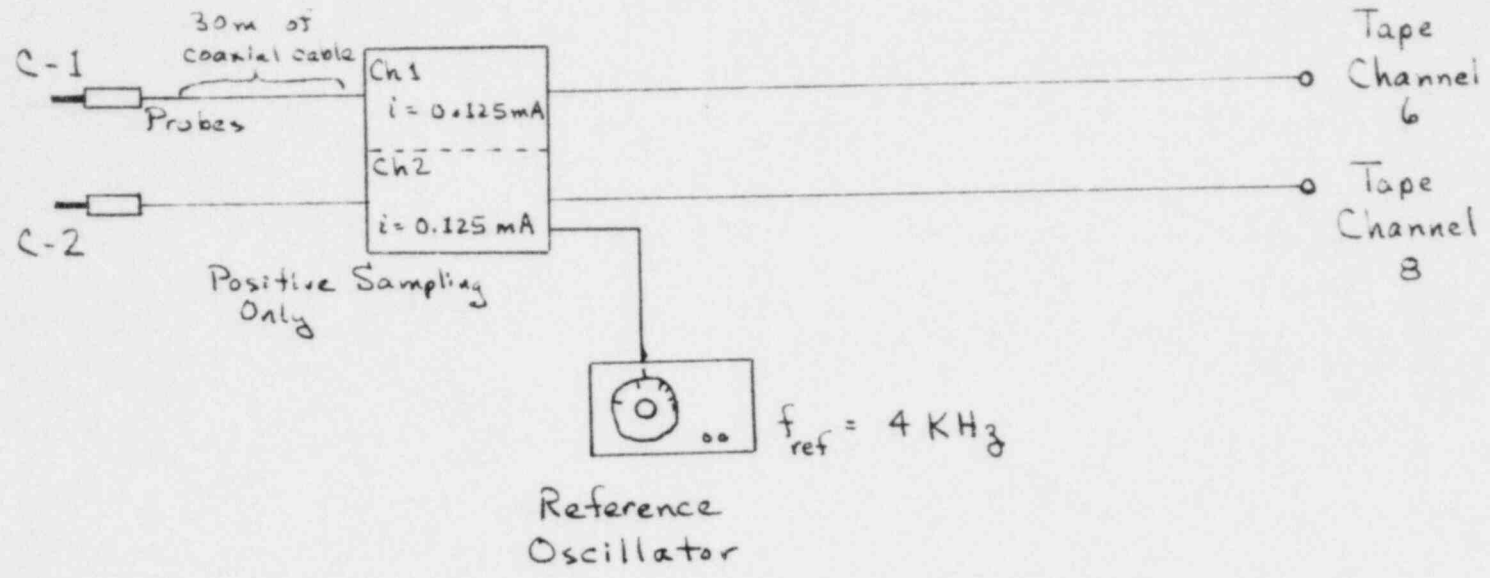 30m of
coaxial cable
C-1
Probes
Ch1
i = 0.125mA
Ch2
i = 0.125 mA
C-2
Positive Sampling
Only
Tape
Channel
6
Tape
Channel
8
f ref = 4 KHz
Reference
Oscillator